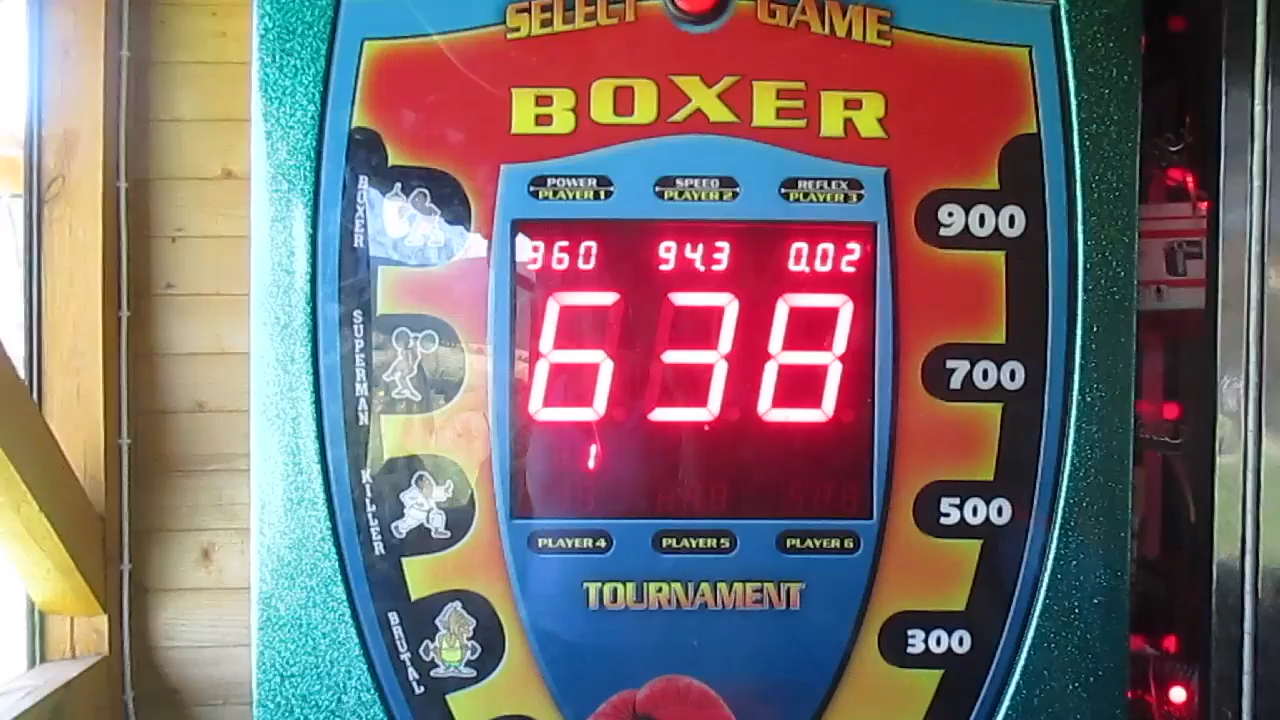 SELECT GAME
BOXER
POWER SPEED REFLEX
PLAYER 1 PLAYER 2 PLAYER 3
960 94.3 0.02
638
1
PLAYER 4 PLAYER 5 PLAYER 6
TOURNAMENT
BOXER
SUPERMAN
KILLER
BRUTAL
900
700
500
300